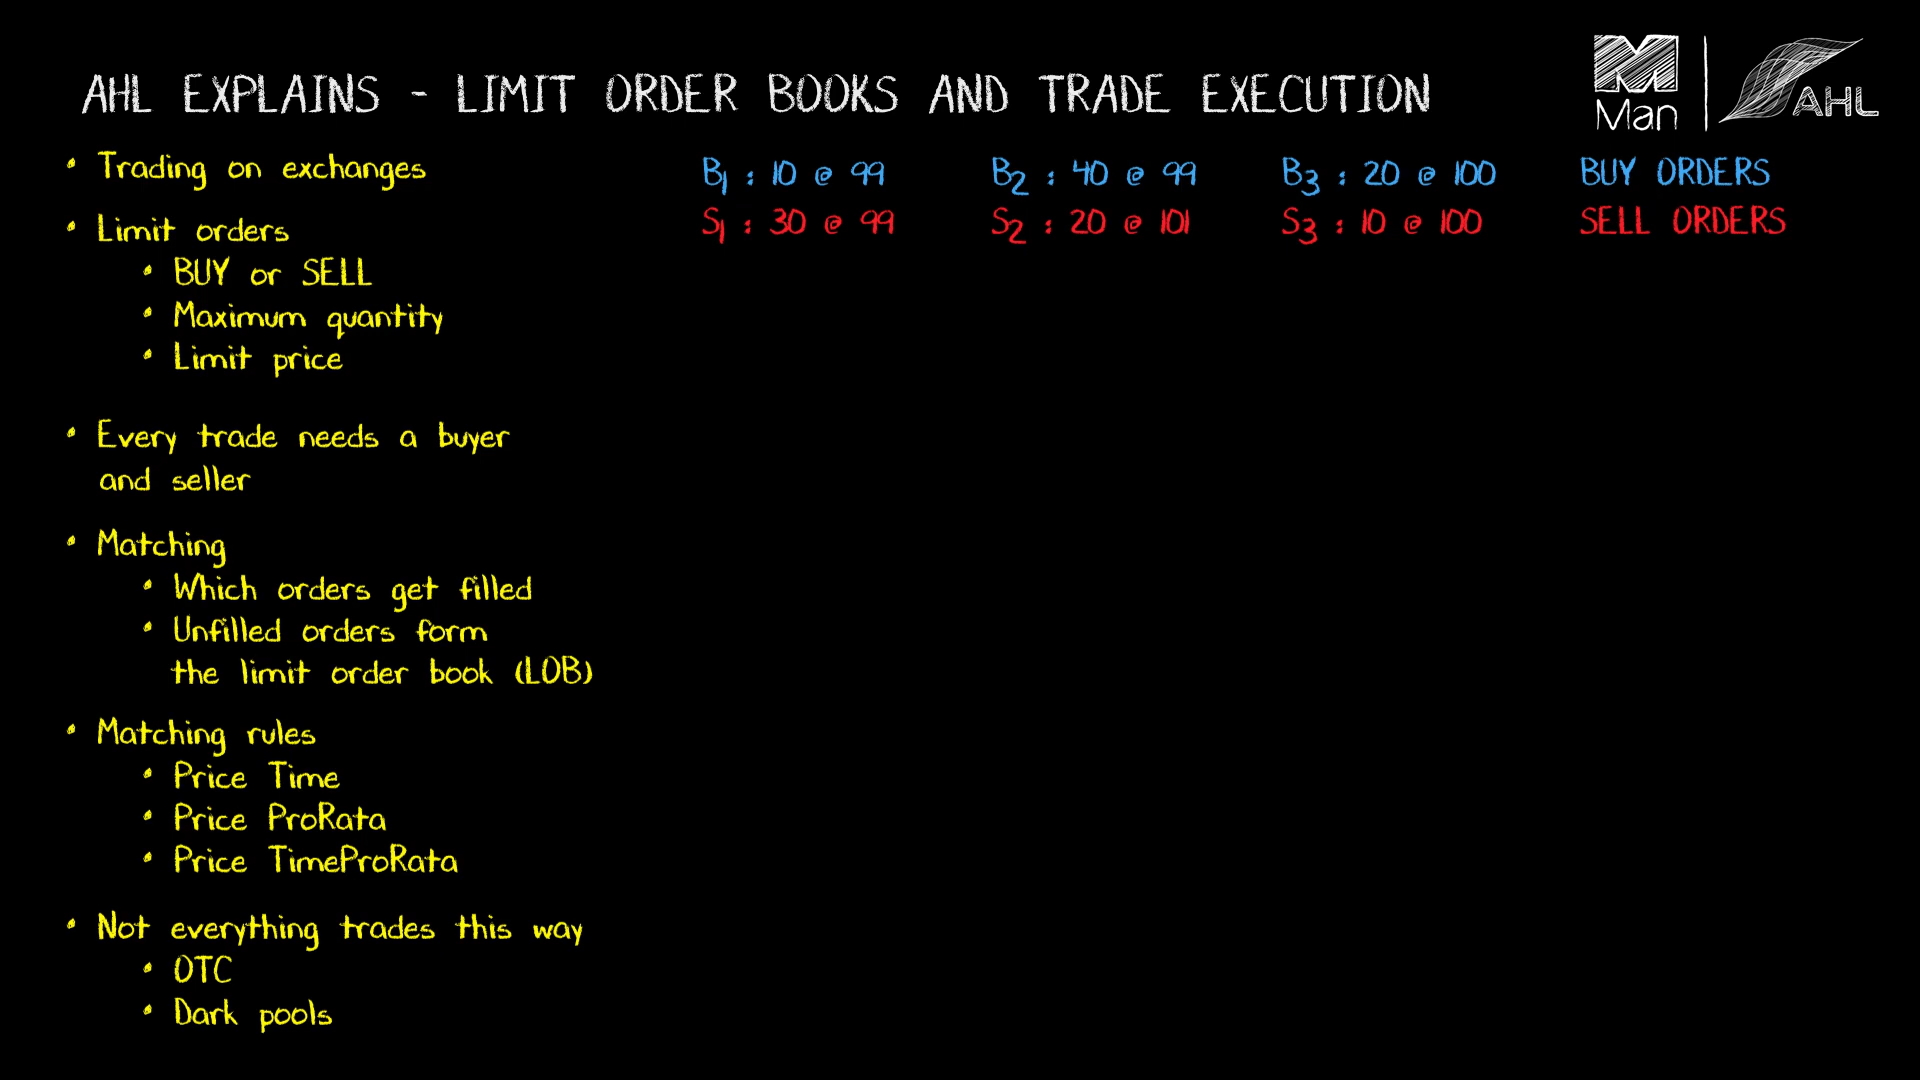 AHL EXPLAINS - LIMIT ORDER BOOKS AND TRADE EXECUTION
Man | AHL
• Trading on exchanges
• Limit orders
• BUY or SELL
• Maximum quantity
• Limit price
• Every trade needs a buyer
and seller
• Matching
• Which orders get filled
• Unfilled orders form
the limit order book (LOB)
• Matching rules
• Price Time
• Price ProRata
• Price TimeProRata
• Not everything trades this way
• OTC
• Dark pools
B1 : 10 @ 99 B2 : 40 @ 99 B3 : 20 @ 100 BUY ORDERS
S1 : 30 @ 99 S2 : 20 @ 101 S3 : 10 @ 100 SELL ORDERS